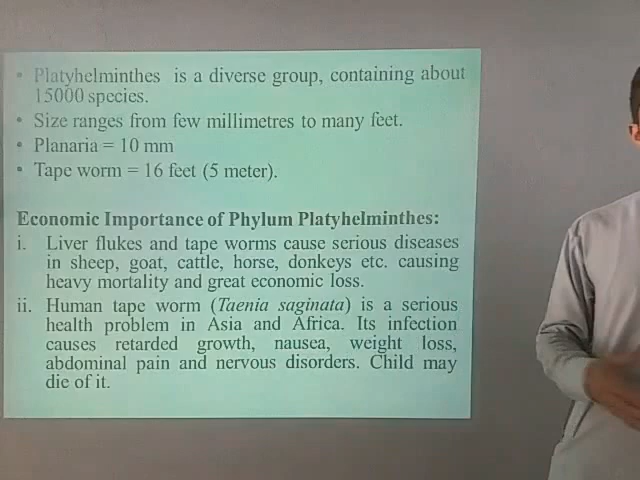 • Platyhelminthes is a diverse group, containing about
15000 species.
• Size ranges from few millimetres to many feet.
• Planaria = 10 mm
• Tape worm = 16 feet (5 meter).
Economic Importance of Phylum Platyhelminthes:
i. Liver flukes and tape worms cause serious diseases
in sheep, goat, cattle, horse, donkeys etc. causing
heavy mortality and great economic loss.
ii. Human tape worm (Taenia saginata) is a serious
health problem in Asia and Africa. Its infection
causes retarded growth, nausea, weight loss,
abdominal pain and nervous disorders. Child may
die of it.